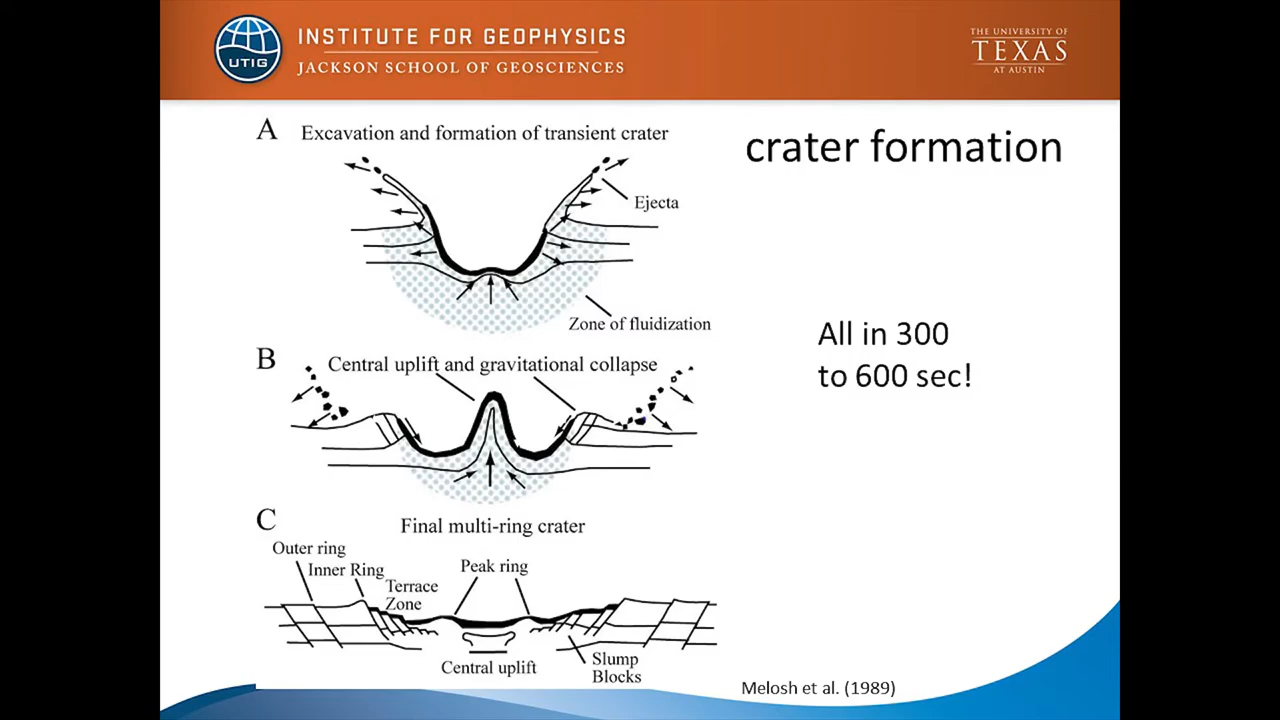 UTIG
INSTITUTE FOR GEOPHYSICS
JACKSON SCHOOL OF GEOSCIENCES
THE UNIVERSITY OF
TEXAS
AT AUSTIN
crater formation
A
Excavation and formation of transient crater
Ejecta
Zone of fluidization
All in 300
to 600 sec!
B
Central uplift and gravitational collapse
C
Final multi-ring crater
Outer ring
Inner Ring
Terrace
Zone
Peak ring
Central uplift
Slump
Blocks
Melosh et al. (1989)